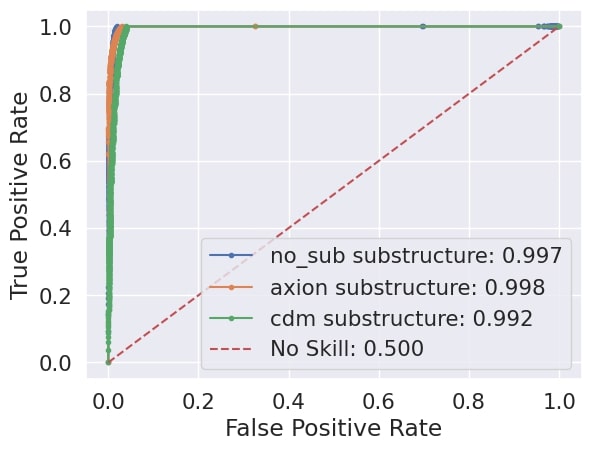 1.0
0.8
0.6
0.4
0.2
0.0
True Positive Rate
no_sub substructure: 0.997
axion substructure: 0.998
cdm substructure: 0.992
No Skill: 0.500
0.0 0.2 0.4 0.6 0.8 1.0
False Positive Rate